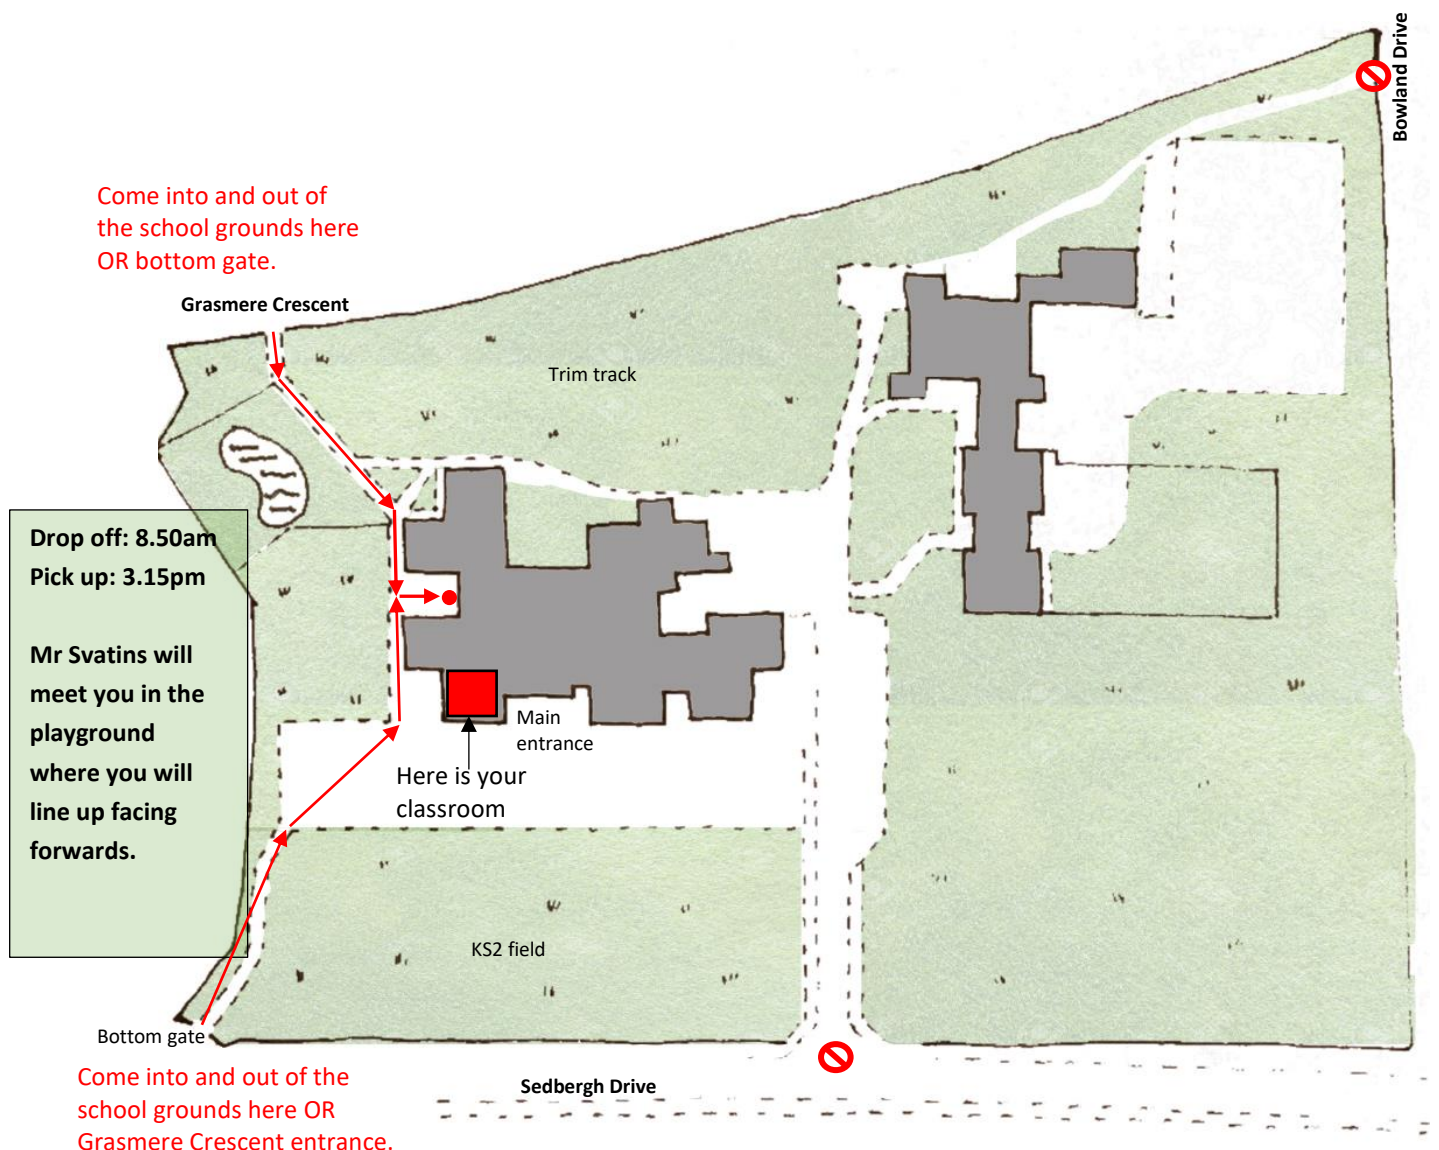 Bowland Drive
Come into and out of
the school grounds here
OR bottom gate.
Grasmere Crescent
Trim track
Drop off: 8.50am
Pick up: 3.15pm
Mr Svatins will
meet you in the
playground
where you will
line up facing
forwards.
Main
entrance
Here is your
classroom
KS2 field
Bottom gate
Come into and out of the
school grounds here OR
Grasmere Crescent entrance.
Sedbergh Drive